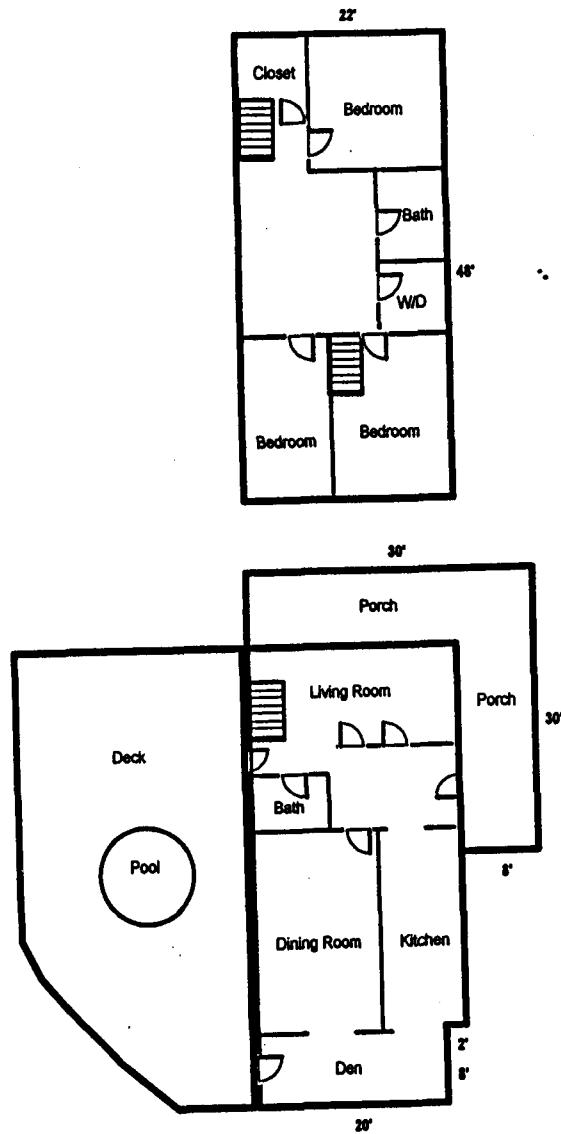 22'
Closet
Bedroom
Bath
48'
W/D
Bedroom
Bedroom
30'
Porch
Living Room
Porch
30'
Deck
Bath
Pool
8'
Dining Room
Kitchen
2'
Den
8'
20'